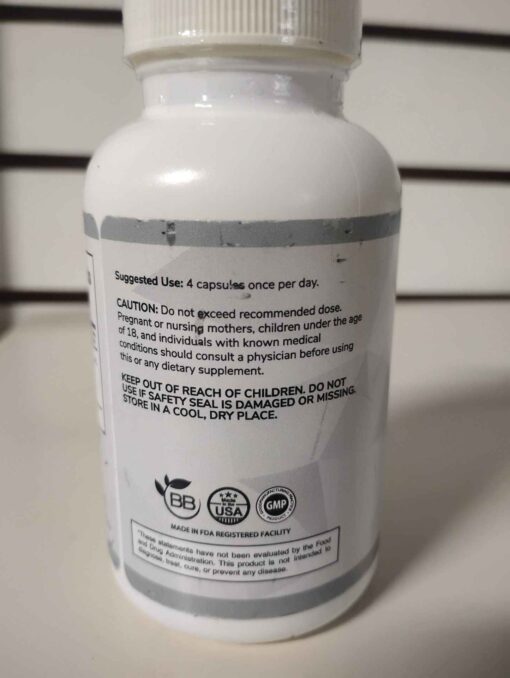 Suggested Use: 4 capsules once per day.
CAUTION: Do not exceed recommended dose.
Pregnant or nursing mothers, children under the age
of 18, and individuals with known medical
conditions should consult a physician before using
this or any dietary supplement.
KEEP OUT OF REACH OF CHILDREN. DO NOT
USE IF SAFETY SEAL IS DAMAGED OR MISSING.
STORE IN A COOL, DRY PLACE.
BB
Made
in the
USA
GMP
MADE IN FDA REGISTERED FACILITY
These statements have not been evaluated by the Food
and Drug Administration. This product is not intended to
diagnose, treat, cure, or prevent any disease.